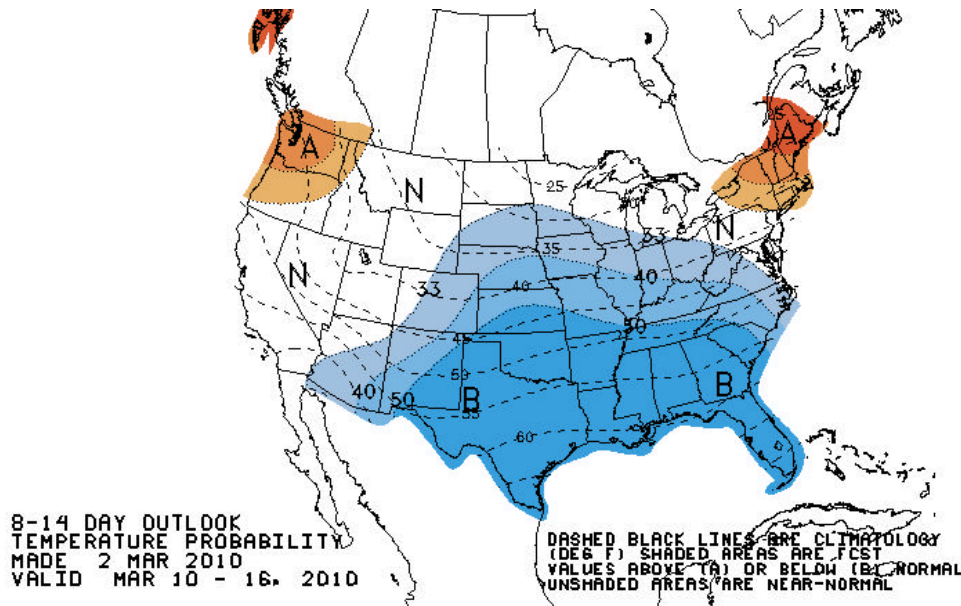 A
A
N
25
N
33
35
N
40
33
40
50
45
50
40
50
B
B
55
60
8-14 DAY OUTLOOK
TEMPERATURE PROBABILITY
MADE 2 MAR 2010
VALID MAR 10 - 16, 2010
DASHED BLACK LINES ARE CLIMATOLOGY
(DEG F) SHADED AREAS ARE FCST
VALUES ABOVE (A) OR BELOW (B) NORMAL
UNSHADED AREAS ARE NEAR-NORMAL